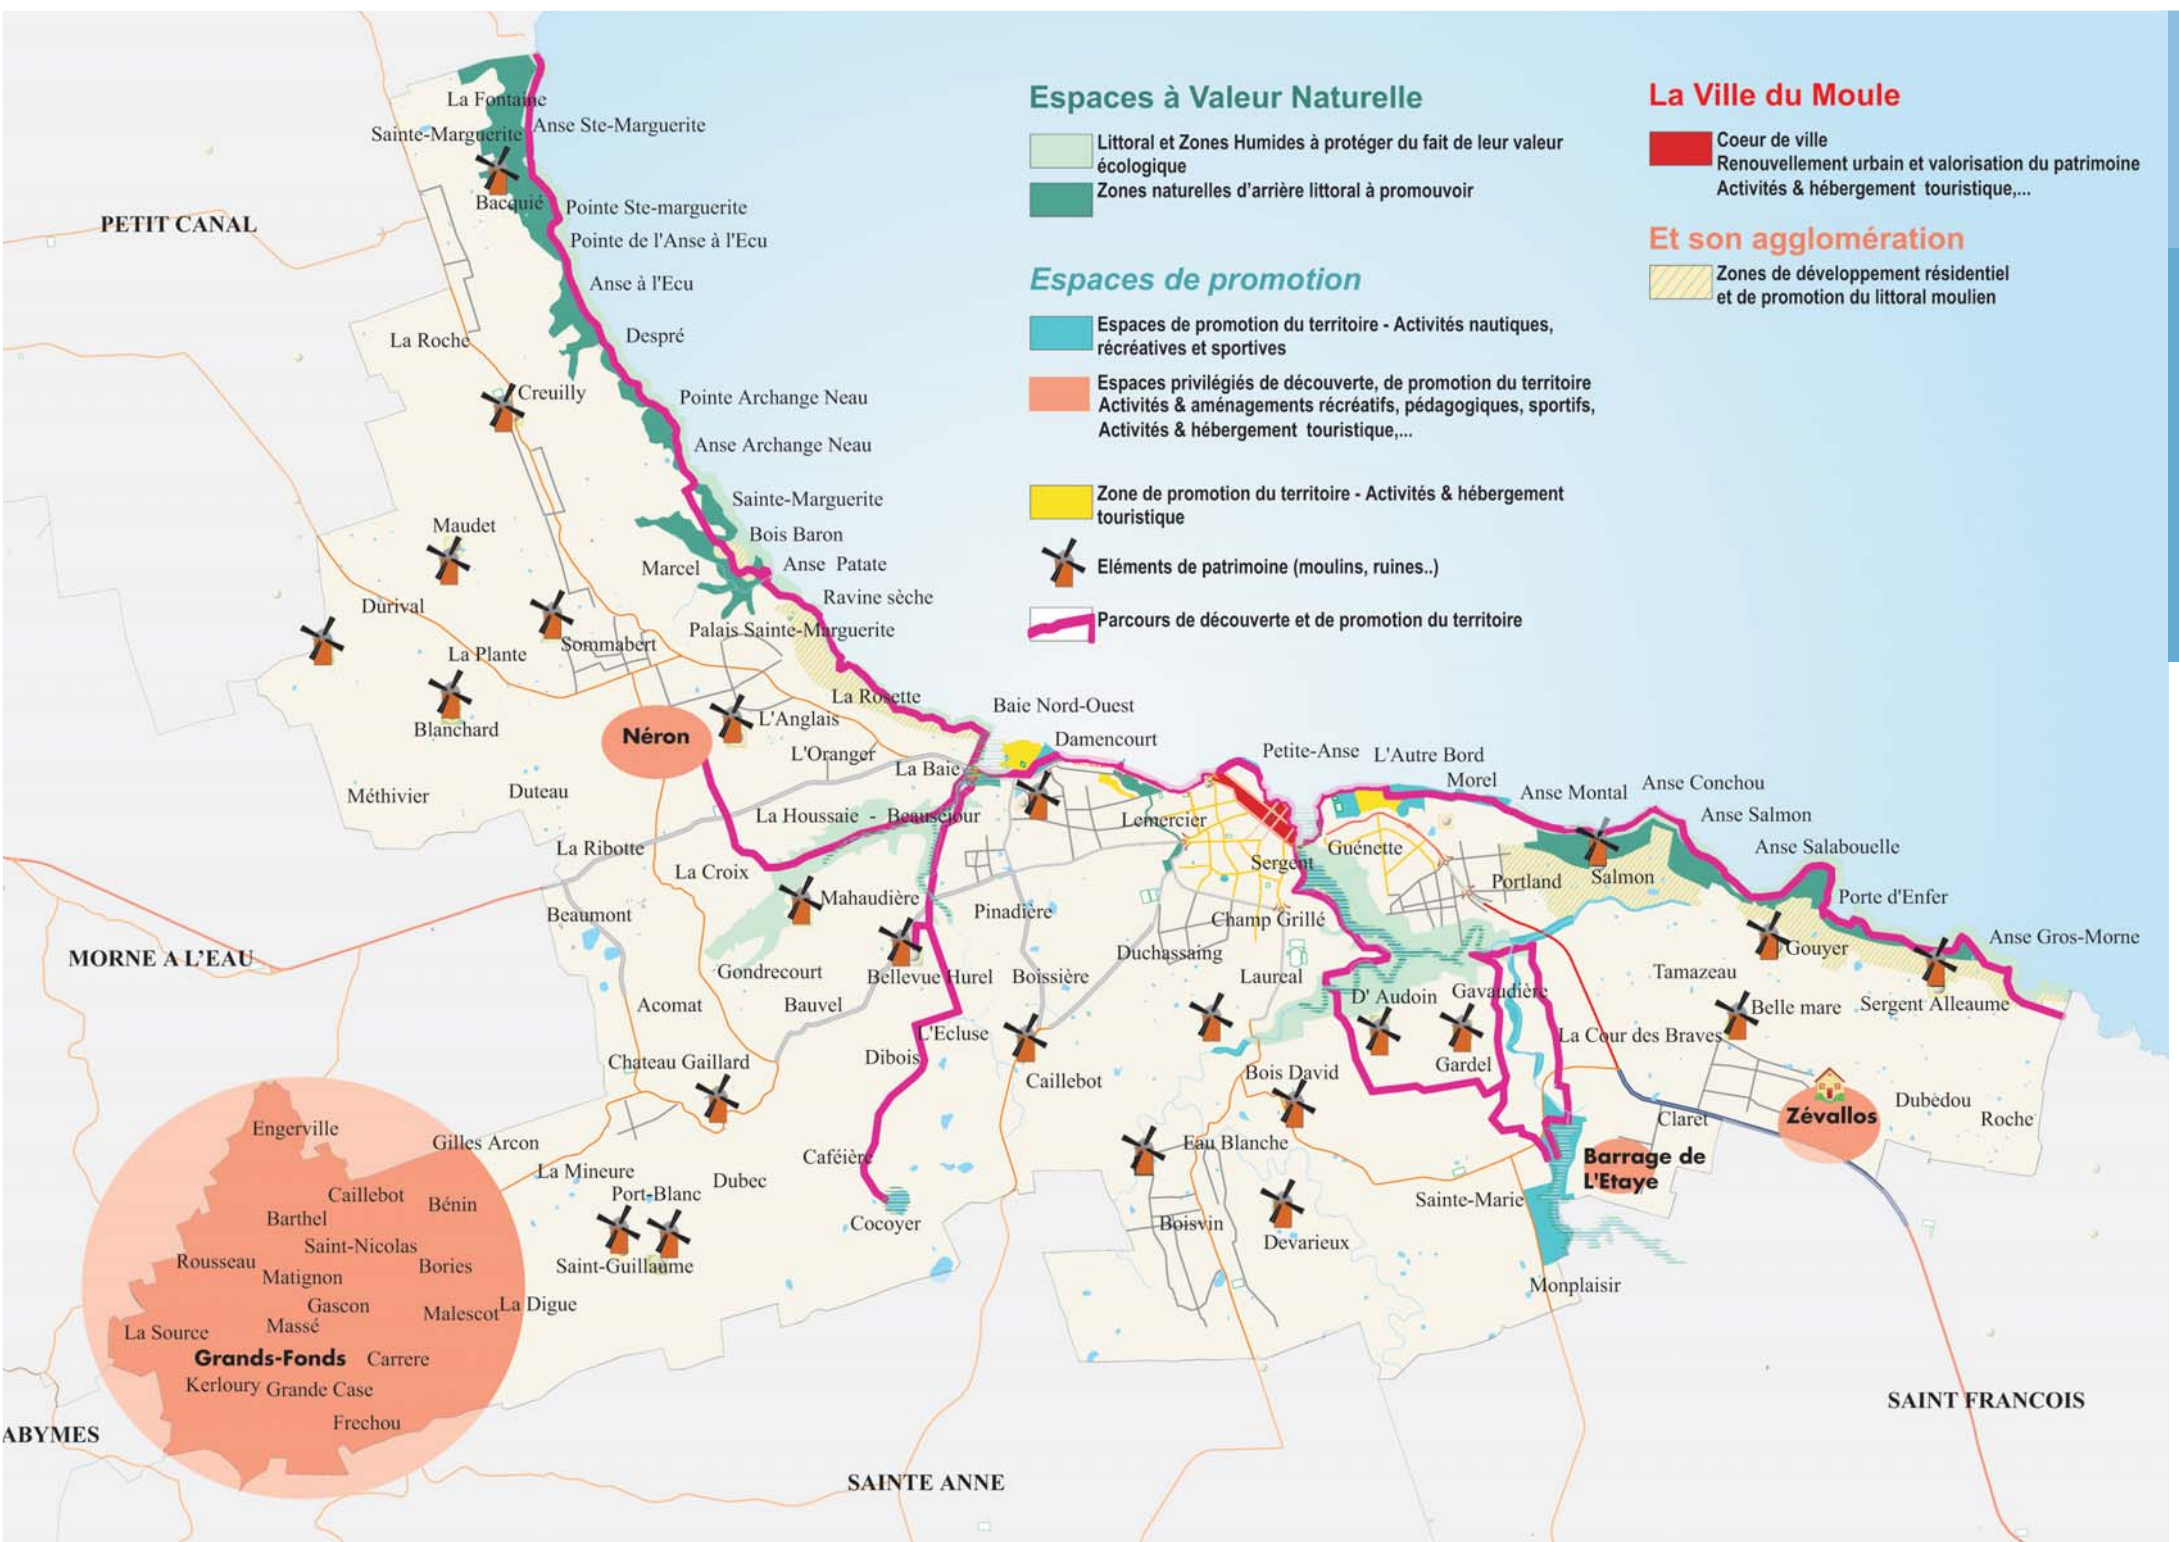 Espaces à Valeur Naturelle
Littoral et Zones Humides à protéger du fait de leur valeur
écologique
Zones naturelles d'arrière littoral à promouvoir
Espaces de promotion
Espaces de promotion du territoire - Activités nautiques,
récréatives et sportives
Espaces privilégiés de découverte, de promotion du territoire
Activités & aménagements récréatifs, pédagogiques, sportifs,
Activités & hébergement touristique,...
Zone de promotion du territoire - Activités & hébergement
touristique
Eléments de patrimoine (moulins, ruines..)
Parcours de découverte et de promotion du territoire
La Ville du Moule
Coeur de ville
Renouvellement urbain et valorisation du patrimoine
Activités & hébergement touristique,...
Et son agglomération
Zones de développement résidentiel
et de promotion du littoral moulien
La Fontaine
Sainte-Marguerite
Anse Ste-Marguerite
Bacquié
Pointe Ste-marguerite
PETIT CANAL
Pointe de l'Anse à l'Ecu
Anse à l'Ecu
Despré
La Roche
Creuilly
Pointe Archange Neau
Anse Archange Neau
Sainte-Marguerite
Maudet
Bois Baron
Marcel
Anse Patate
Ravine sèche
Durival
Palais Sainte-Marguerite
Sommabert
La Plante
La Rosette
Baie Nord-Ouest
L'Anglais
Blanchard
Néron
Damencourt
L'Oranger
La Baie
Petite-Anse
L'Autre Bord
Morel
Anse Montal
Anse Conchou
Méthivier
Duteau
La Houssaie - Beauséjour
Lemercier
Anse Salmon
La Ribotte
Sergent
Guénette
Anse Salabouelle
La Croix
Portland
Salmon
Mahaudière
Porte d'Enfer
Beaumont
Pinadière
Champ Grillé
Anse Gros-Morne
MORNE A L'EAU
Gouyer
Duchassaing
Gondrecourt
Bellevue Hurel
Boissière
Laureal
Tamazeau
D' Audoin
Gavaudière
Acomat
Bauvel
Belle mare
Sergent Alleaume
L'Ecluse
La Cour des Braves
Dibois
Chateau Gaillard
Gardel
Bois David
Caillebot
Dubédou
Zévallos
Claret
Roche
Engerville
Gilles Arcon
Eau Blanche
Caféière
Barrage de
L'Etaye
La Mineure
Dubec
Port-Blanc
Caillebot
Bénin
Sainte-Marie
Barthel
Cocoyer
Boisvin
Saint-Nicolas
Devarieux
Rousseau
Bories
Saint-Guillaume
Matignon
Monplaisir
Gascon
Malescot
La Digue
Massé
La Source
Grands-Fonds
Carrere
Kerloury
Grande Case
SAINT FRANCOIS
Frechou
ABYMES
SAINTE ANNE